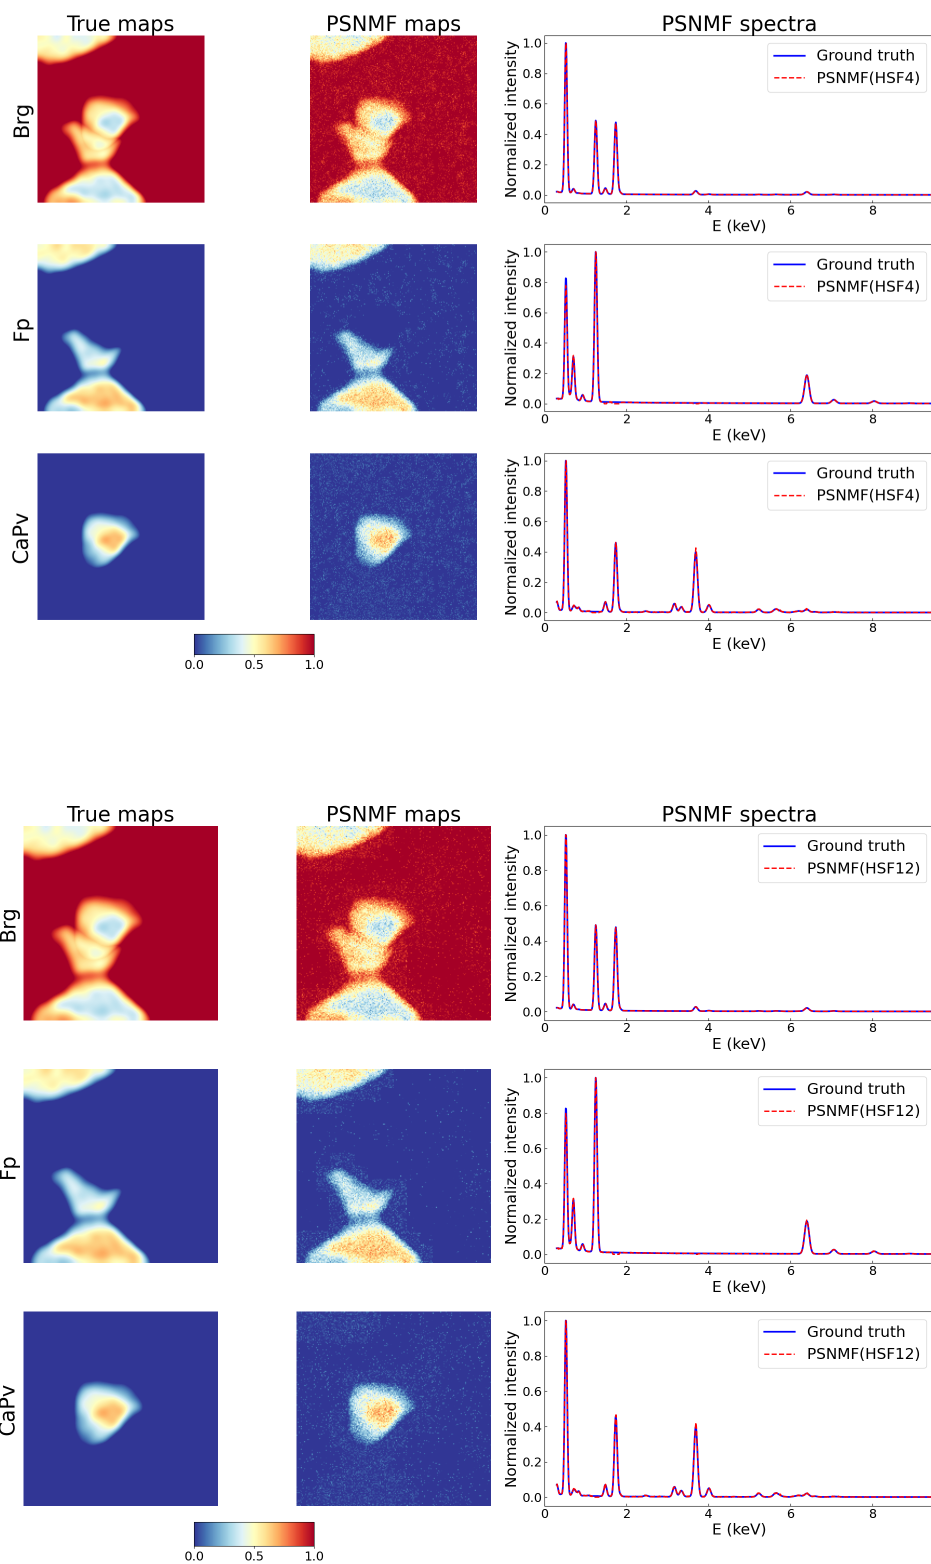 True maps PSNMF maps PSNMF spectra
Brg
Normalized intensity
1.0
0.8
0.6
0.4
0.2
0.0
Ground truth
PSNMF(HSF4)
0 2 4 6 8
E (keV)
Fp
Normalized intensity
1.0
0.8
0.6
0.4
0.2
0.0
Ground truth
PSNMF(HSF4)
0 2 4 6 8
E (keV)
CaPv
Normalized intensity
1.0
0.8
0.6
0.4
0.2
0.0
Ground truth
PSNMF(HSF4)
0 2 4 6 8
E (keV)
0.0 0.5 1.0
True maps PSNMF maps PSNMF spectra
Brg
Normalized intensity
1.0
0.8
0.6
0.4
0.2
0.0
Ground truth
PSNMF(HSF12)
0 2 4 6 8
E (keV)
Fp
Normalized intensity
1.0
0.8
0.6
0.4
0.2
0.0
Ground truth
PSNMF(HSF12)
0 2 4 6 8
E (keV)
CaPv
Normalized intensity
1.0
0.8
0.6
0.4
0.2
0.0
Ground truth
PSNMF(HSF12)
0 2 4 6 8
E (keV)
0.0 0.5 1.0